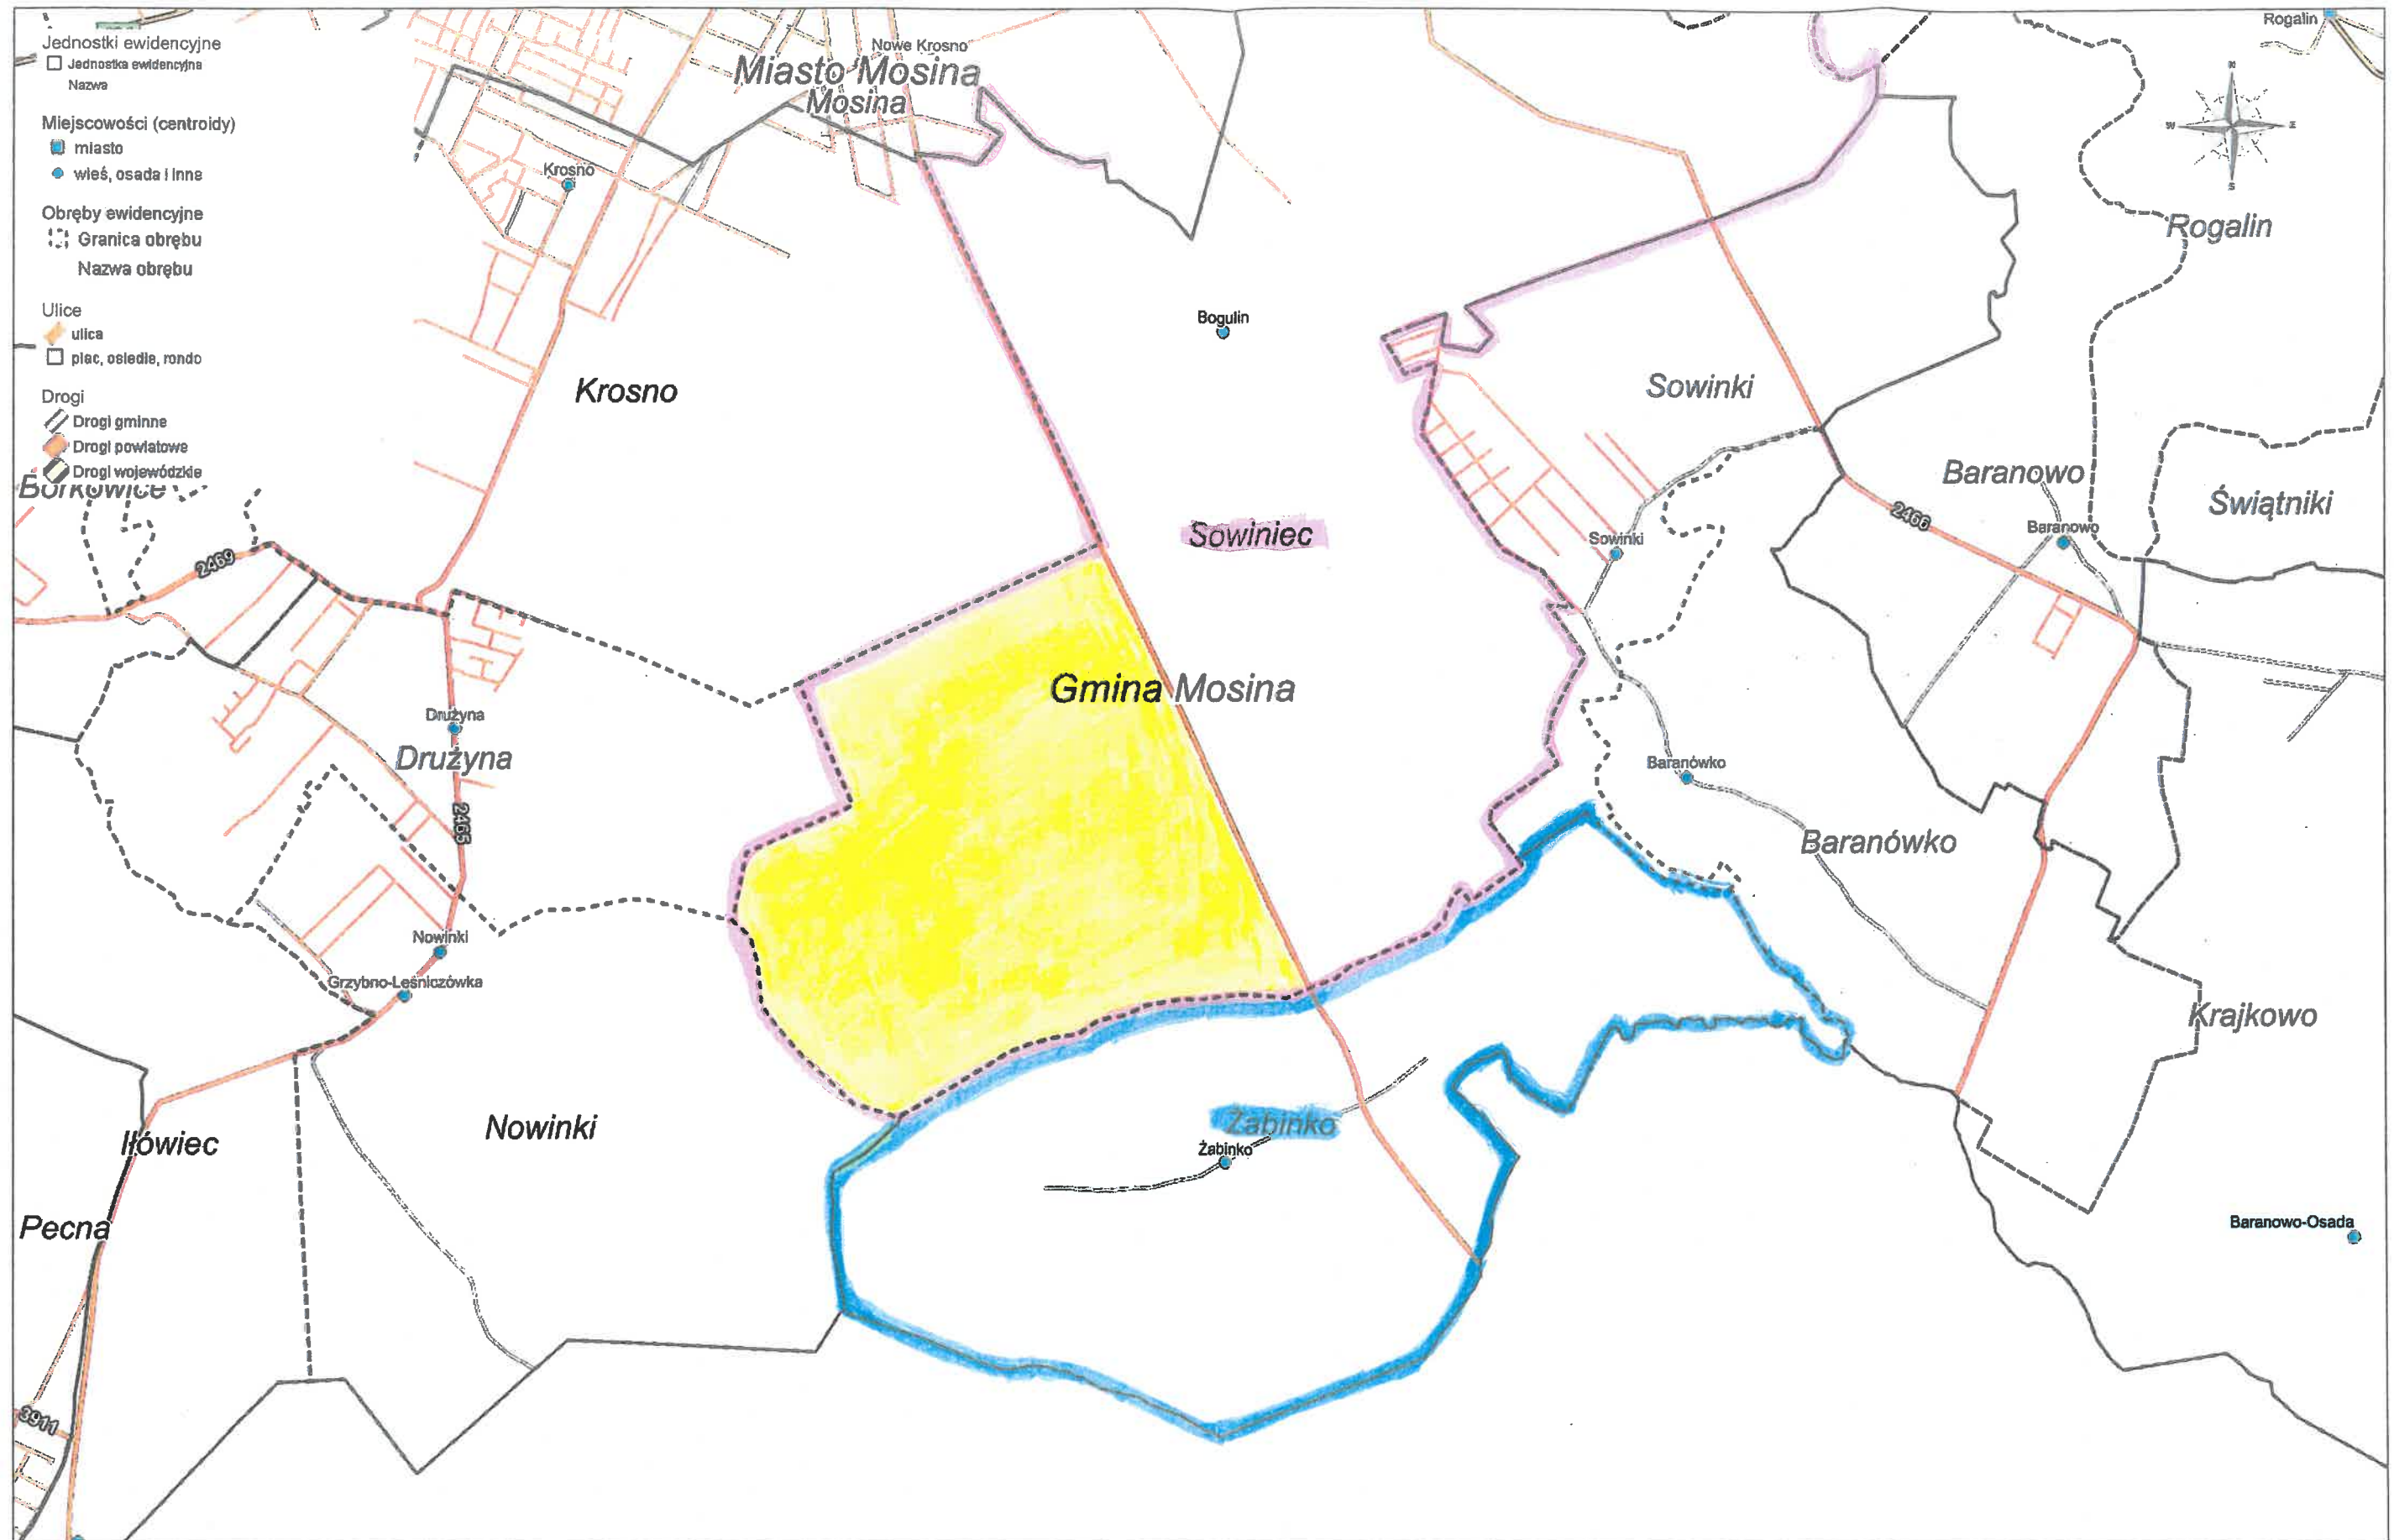 Jednostki ewidencyjne
Jednostka ewidencyjna
Nazwa
Miejscowości (centroidy)
miasto
wieś, osada i inne
Obręby ewidencyjne
Granica obrębu
Nazwa obrębu
Ulice
ulica
plac, osiedle, rondo
Drogi
Drogi gminne
Drogi powiatowe
Drogi wojewódzkie
Borkowice
Nowe Krosno
Miasto Mosina
Mosina
Krosno
Rogalin
N
W
E
S
Rogalin
Bogulin
Krosno
Sowinki
Baranowo
Świątniki
2466
Baranowo
Sowiniec
Sowinki
2469
Gmina Mosina
Drużyna
Drużyna
Baranówko
2465
Baranówko
Nowinki
Grzybno-Leśniczówka
Krajkowo
Żabinko
Żabinko
Nowinki
Iłówiec
Pecna
Baranowo-Osada
3911